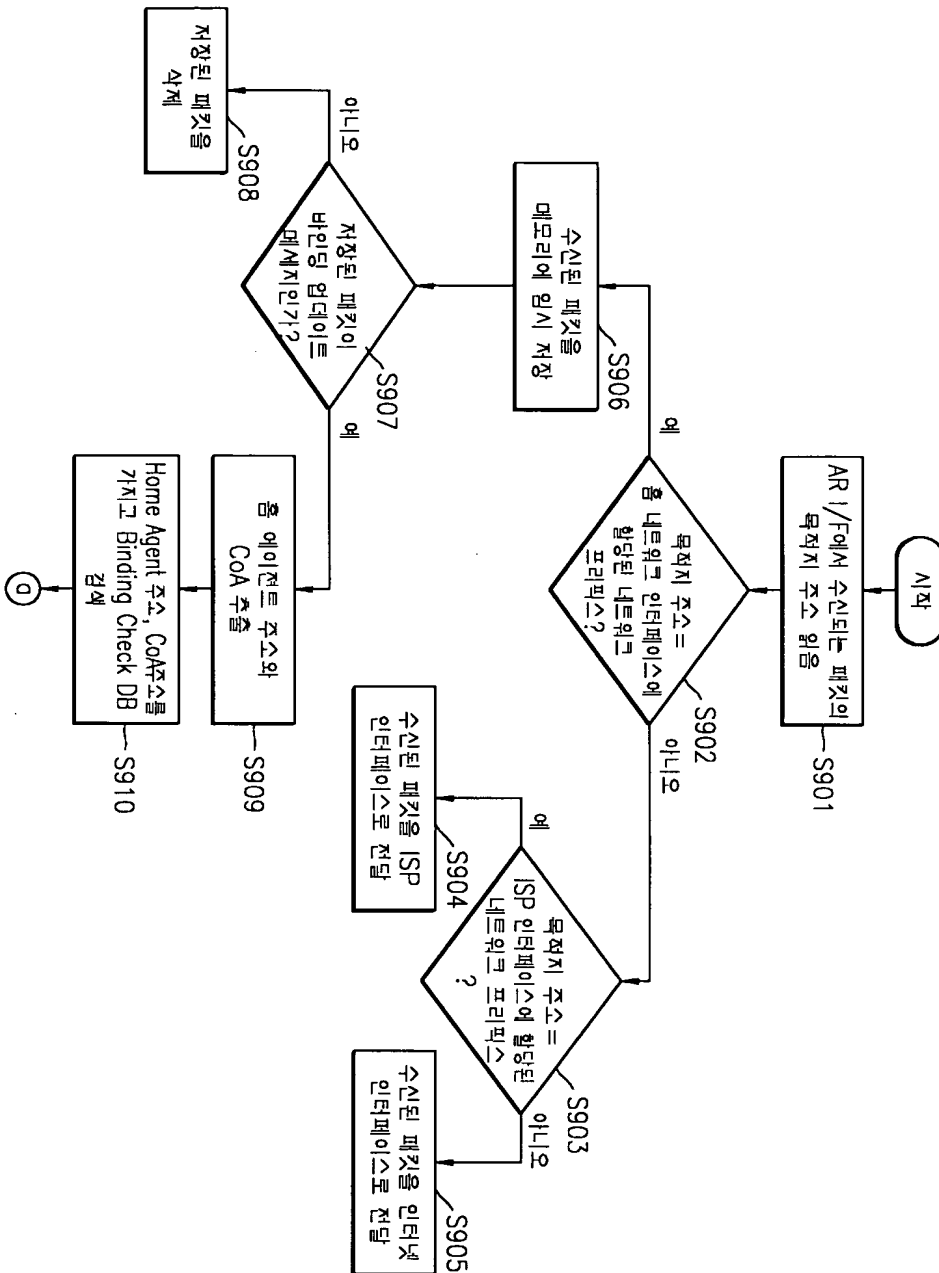 시작
AR I/F에서 수신되는 패킷의
목적지 주소 읽음
S901
목적지 주소=
홈 네트워크 인터페이스에
할당된 네트워크
프리픽스?
S902
예
아니오
수신된 패킷을
메모리에 임시 저장
S906
목적지 주소=
ISP 인터페이스에 할당된
네트워크 프리픽스
?
S903
예
아니오
저장된 패킷이
바인딩 업데이트
메세지인가?
S907
아니오
예
수신된 패킷을 ISP
인터페이스로 전달
S904
수신된 패킷을 인터넷
인터페이스로 전달
S905
저장된 패킷을
삭제
S908
홈 에이전트 주소와
CoA 추출
S909
Home Agent 주소, CoA주소를
가지고 Binding Check DB
검색
S910
D